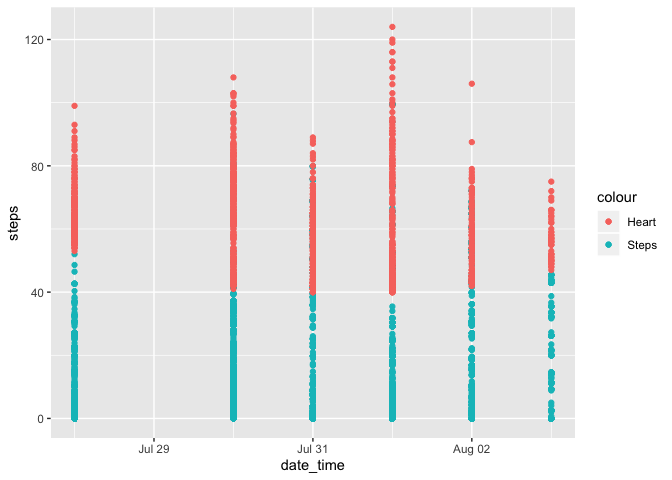 120
80
40
0
steps
Jul 29
Jul 31
Aug 02
date_time
colour
Heart
Steps